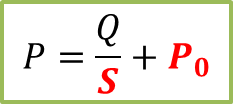 P = Q/S + P₀